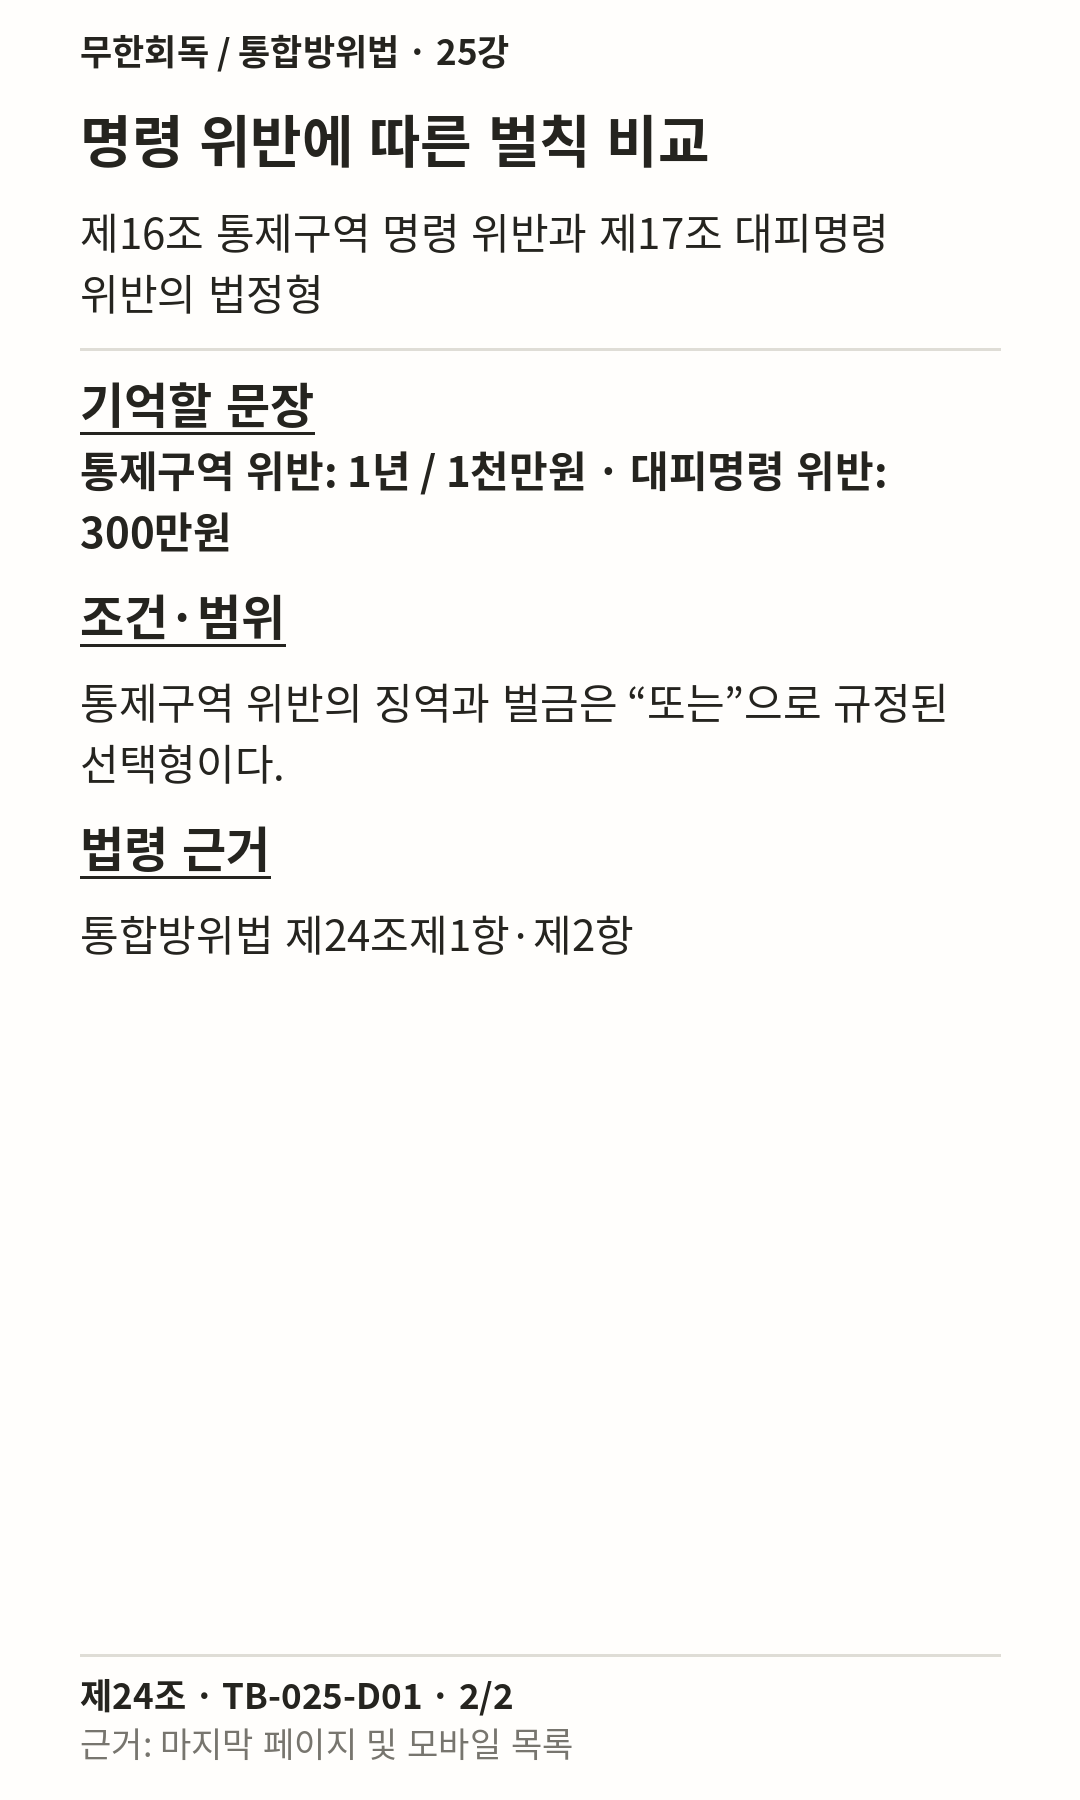 무한회독 / 통합방위법 · 25강
명령 위반에 따른 벌칙 비교
제16조 통제구역 명령 위반과 제17조 대피명령
위반의 법정형
기억할 문장
통제구역 위반: 1년 / 1천만원 · 대피명령 위반:
300만원
조건·범위
통제구역 위반의 징역과 벌금은 “또는”으로 규정된
선택형이다.
법령 근거
통합방위법 제24조제1항·제2항
제24조 · TB-025-D01 · 2/2
근거: 마지막 페이지 및 모바일 목록